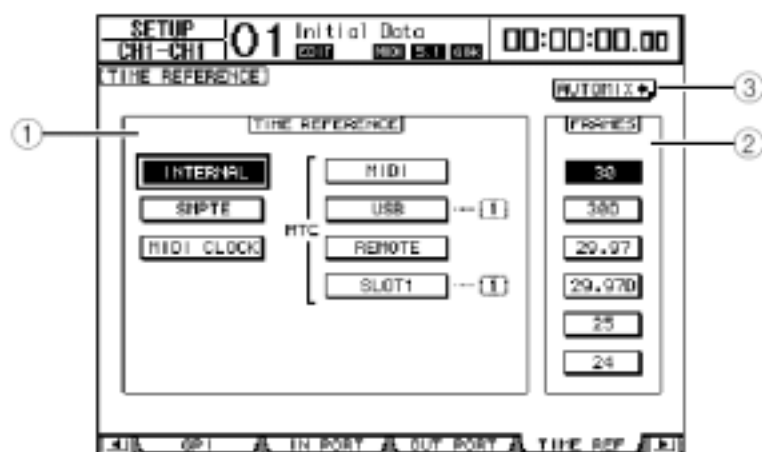 SETUP
CH1-CH1
01 Initial Data
EDIT MIDI 5.1 48k
00:00:00.00
TIME REFERENCE
AUTOMIX
③
①
TIME REFERENCE
FRAMES
②
INTERNAL
MIDI
30
SMPTE
USB
1
30D
MTC
MIDI CLOCK
REMOTE
29.97
SLOT1
1
29.97D
25
24
GPI
IN PORT
OUT PORT
TIME REF